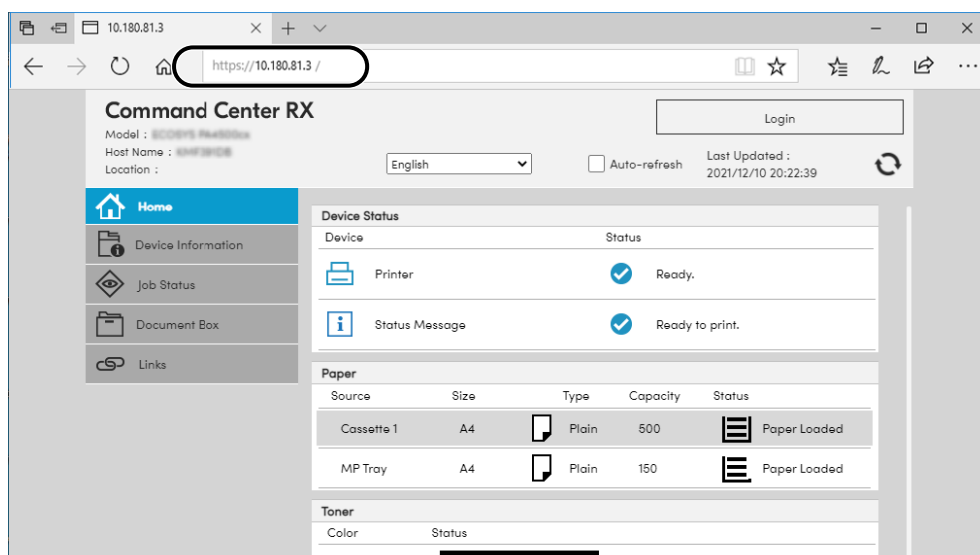 10.180.81.3
https://10.180.81.3 /
Command Center RX
Login
Model :
Host Name :
Location :
English
Auto-refresh
Last Updated :
2021/12/10 20:22:39
Home
Device Information
Job Status
Document Box
Links
Device Status
Device Status
Printer Ready.
Status Message Ready to print.
Paper
Source Size Type Capacity Status
Cassette 1 A4 Plain 500 Paper Loaded
MP Tray A4 Plain 150 Paper Loaded
Toner
Color Status